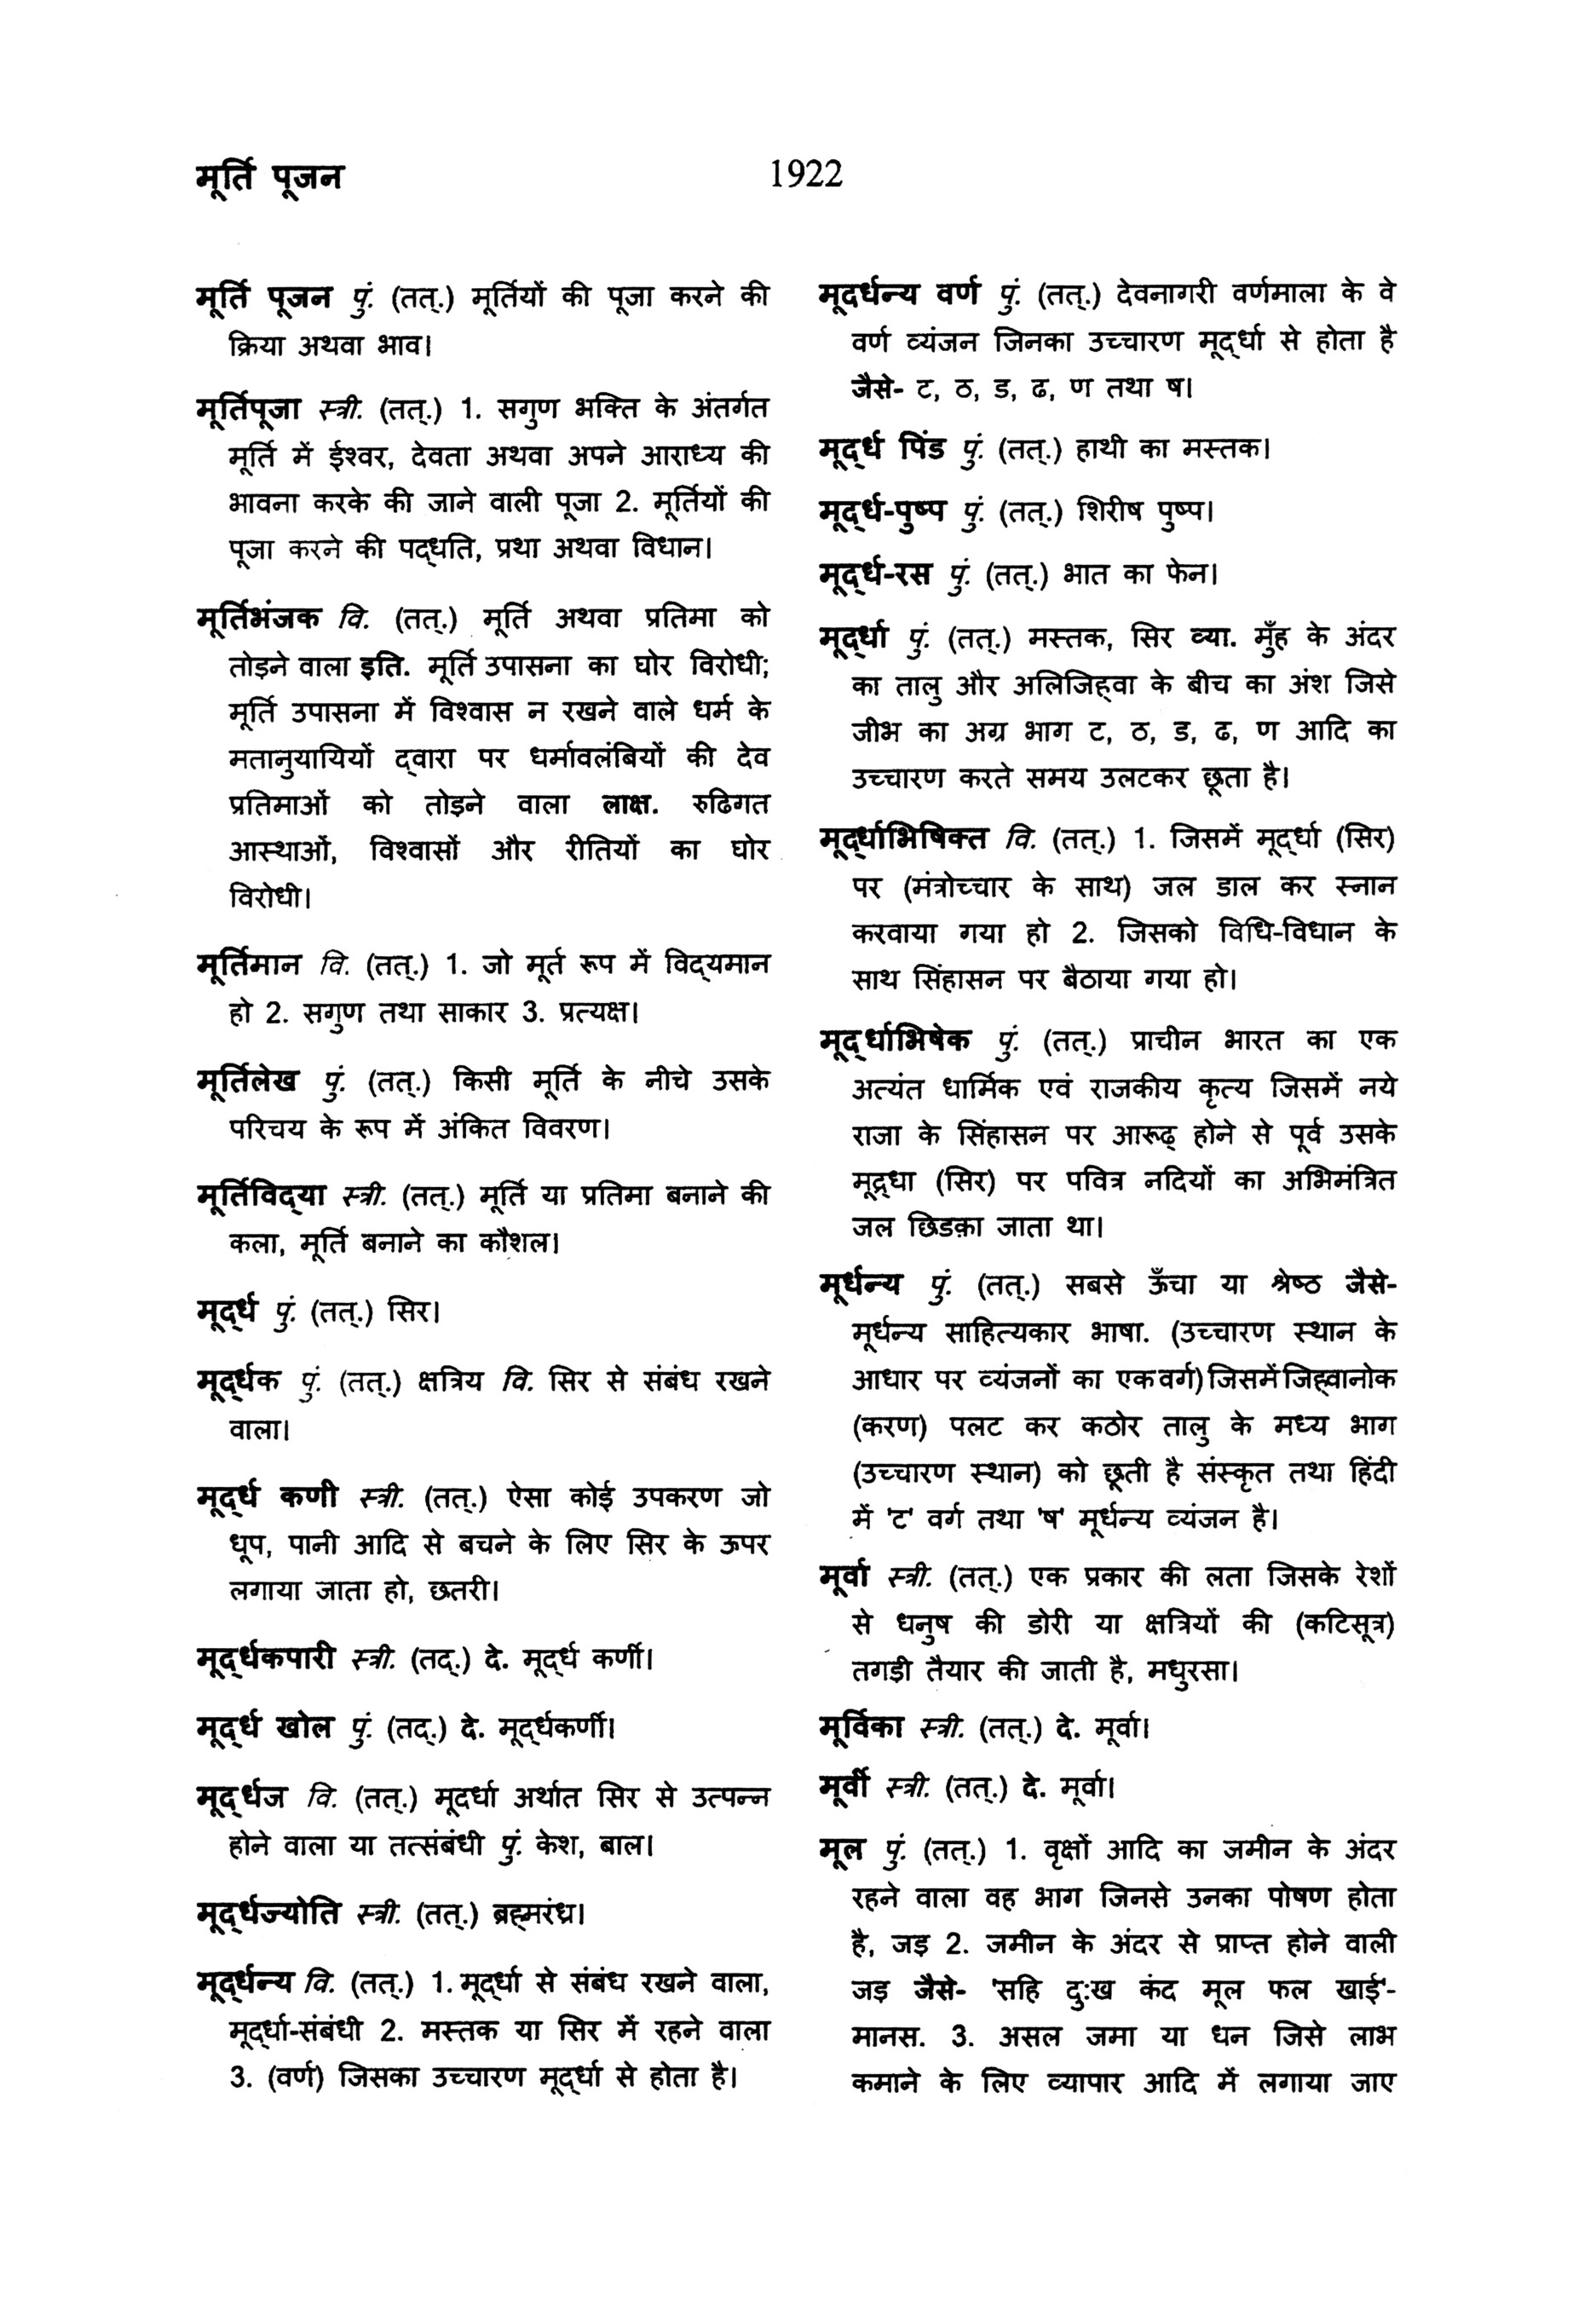 मूर्ति पूजन
1922
मूर्ति पूजन पुं. (तत्.) मूर्तियों की पूजा करने की
क्रिया अथवा भाव।
मूर्तिपूजा स्त्री. (तत्.) 1. सगुण भक्ति के अंतर्गत
मूर्ति में ईश्वर, देवता अथवा अपने आराध्य की
भावना करके की जाने वाली पूजा 2. मूर्तियों की
पूजा करने की पद्धति, प्रथा अथवा विधान।
मूर्तिभंजक वि. (तत्.) मूर्ति अथवा प्रतिमा को
तोड़ने वाला इति. मूर्ति उपासना का घोर विरोधी;
मूर्ति उपासना में विश्वास न रखने वाले धर्म के
मतानुयायियों द्वारा पर धर्मावलंबियों की देव
प्रतिमाओं को तोड़ने वाला लाक्ष. रुढिगत
आस्थाओं, विश्वासों और रीतियों का घोर
विरोधी।
मूर्तिमान वि. (तत्.) 1. जो मूर्त रूप में विद्यमान
हो 2. सगुण तथा साकार 3. प्रत्यक्ष।
मूर्तिलेख पुं. (तत्.) किसी मूर्ति के नीचे उसके
परिचय के रूप में अंकित विवरण।
मूर्तिविद्या स्त्री. (तत्.) मूर्ति या प्रतिमा बनाने की
कला, मूर्ति बनाने का कौशल।
मूर्द्ध पुं. (तत्.) सिर।
मूर्द्धक पुं. (तत्.) क्षत्रिय वि. सिर से संबंध रखने
वाला।
मूर्द्ध कणी स्त्री. (तत्.) ऐसा कोई उपकरण जो
धूप, पानी आदि से बचने के लिए सिर के ऊपर
लगाया जाता हो, छतरी।
मूर्द्धकपारी स्त्री. (तद्.) दे. मूर्द्ध कर्णी।
मूर्द्ध खोल पुं. (तद्.) दे. मूर्द्धकर्णी।
मूर्द्धज वि. (तत्.) मूदर्धा अर्थात सिर से उत्पन्न
होने वाला या तत्संबंधी पुं. केश, बाल।
मूर्द्धज्योति स्त्री. (तत्.) ब्रह्मरंध्र।
मूर्द्धन्य वि. (तत्.) 1. मूर्द्धा से संबंध रखने वाला,
मूर्द्धा-संबंधी 2. मस्तक या सिर में रहने वाला
3. (वर्ण) जिसका उच्चारण मूर्द्धा से होता है।
मूदर्धन्य वर्ण पुं. (तत्.) देवनागरी वर्णमाला के वे
वर्ण व्यंजन जिनका उच्चारण मूर्द्धा से होता है
जैसे- ट, ठ, ड, ढ, ण तथा ष।
मूर्द्ध पिंड पुं. (तत्.) हाथी का मस्तक।
मूर्द्ध-पुष्प पुं. (तत्.) शिरीष पुष्प।
मूर्द्ध-रस पुं. (तत्.) भात का फेन।
मूर्द्धा पुं. (तत्.) मस्तक, सिर व्या. मुँह के अंदर
का तालु और अलिजिह्वा के बीच का अंश जिसे
जीभ का अग्र भाग ट, ठ, ड, ढ, ण आदि का
उच्चारण करते समय उलटकर छूता है।
मूर्द्धाभिषिक्त वि. (तत्.) 1. जिसमें मूर्द्धा (सिर)
पर (मंत्रोच्चार के साथ) जल डाल कर स्नान
करवाया गया हो 2. जिसको विधि-विधान के
साथ सिंहासन पर बैठाया गया हो।
मूर्द्धाभिषेक पुं. (तत्.) प्राचीन भारत का एक
अत्यंत धार्मिक एवं राजकीय कृत्य जिसमें नये
राजा के सिंहासन पर आरूढ़् होने से पूर्व उसके
मूद्र्धा (सिर) पर पवित्र नदियों का अभिमंत्रित
जल छिडक़ा जाता था।
मूर्धन्य पुं. (तत्.) सबसे ऊँचा या श्रेष्ठ जैसे-
मूर्धन्य साहित्यकार भाषा. (उच्चारण स्थान के
आधार पर व्यंजनों का एक वर्ग) जिसमें जिह्वानोक
(करण) पलट कर कठोर तालु के मध्य भाग
(उच्चारण स्थान) को छूती है संस्कृत तथा हिंदी
में 'ट' वर्ग तथा 'ष' मूर्धन्य व्यंजन है।
मूर्वा स्त्री. (तत्.) एक प्रकार की लता जिसके रेशों
से धनुष की डोरी या क्षत्रियों की (कटिसूत्र)
तगड़ी तैयार की जाती है, मधुरसा।
मूर्विका स्त्री. (तत्.) दे. मूर्वा।
मूर्वी स्त्री. (तत्.) दे. मूर्वा।
मूल पुं. (तत्.) 1. वृक्षों आदि का जमीन के अंदर
रहने वाला वह भाग जिनसे उनका पोषण होता
है, जड़ 2. जमीन के अंदर से प्राप्त होने वाली
जड़ जैसे- 'सहि दु:ख कंद मूल फल खाई'-
मानस. 3. असल जमा या धन जिसे लाभ
कमाने के लिए व्यापार आदि में लगाया जाए